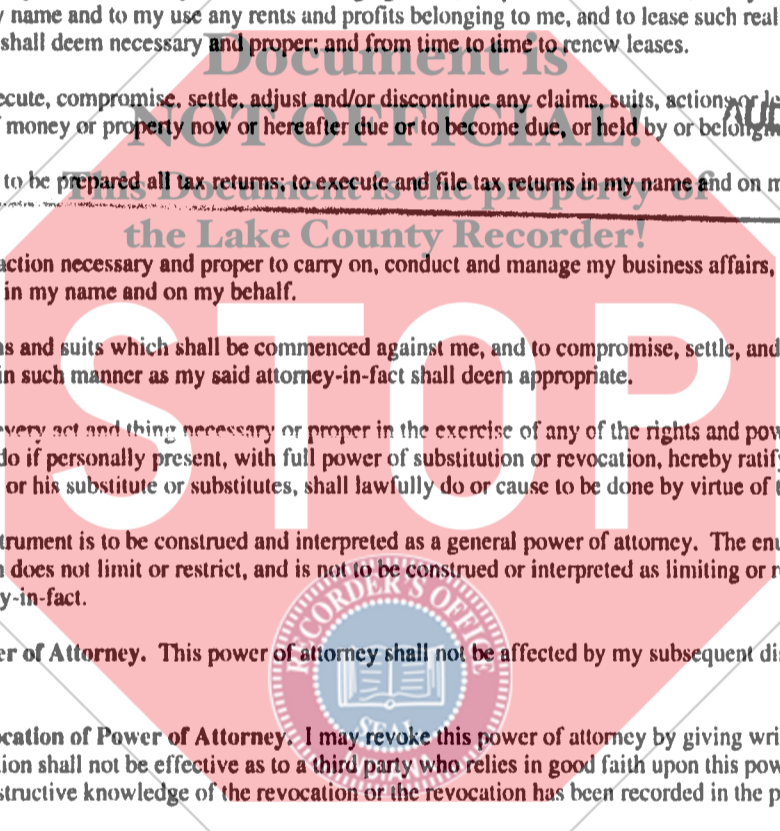 name and to my use any rents and profits belonging to me, and to lease such real
shall deem necessary and proper; and from time to time to renew leases.
Document is
ecute, compromise, settle, adjust and/or discontinue any claims, suits, actions or
NOT OFFICIAL!
money or property now or hereafter due or to become due, or held by or belonging
to be prepared all tax returns; to execute and file tax returns in my name and on m
This Document is the property of
the Lake County Recorder!
action necessary and proper to carry on, conduct and manage my business affairs,
in my name and on my behalf.
STOP
s and suits which shall be commenced against me, and to compromise, settle, and
in such manner as my said attorney-in-fact shall deem appropriate.
very act and thing necessary or proper in the exercise of any of the rights and pow
do if personally present, with full power of substitution or revocation, hereby ratif
or his substitute or substitutes, shall lawfully do or cause to be done by virtue of t
trument is to be construed and interpreted as a general power of attorney. The enu
does not limit or restrict, and is not to be construed or interpreted as limiting or r
y-in-fact.
RECORDER'S OFFICE
er of Attorney. This power of attorney shall not be affected by my subsequent di
SEAL
ocation of Power of Attorney. I may revoke this power of attorney by giving wri
ion shall not be effective as to a third party who relies in good faith upon this pow
structive knowledge of the revocation or the revocation has been recorded in the p